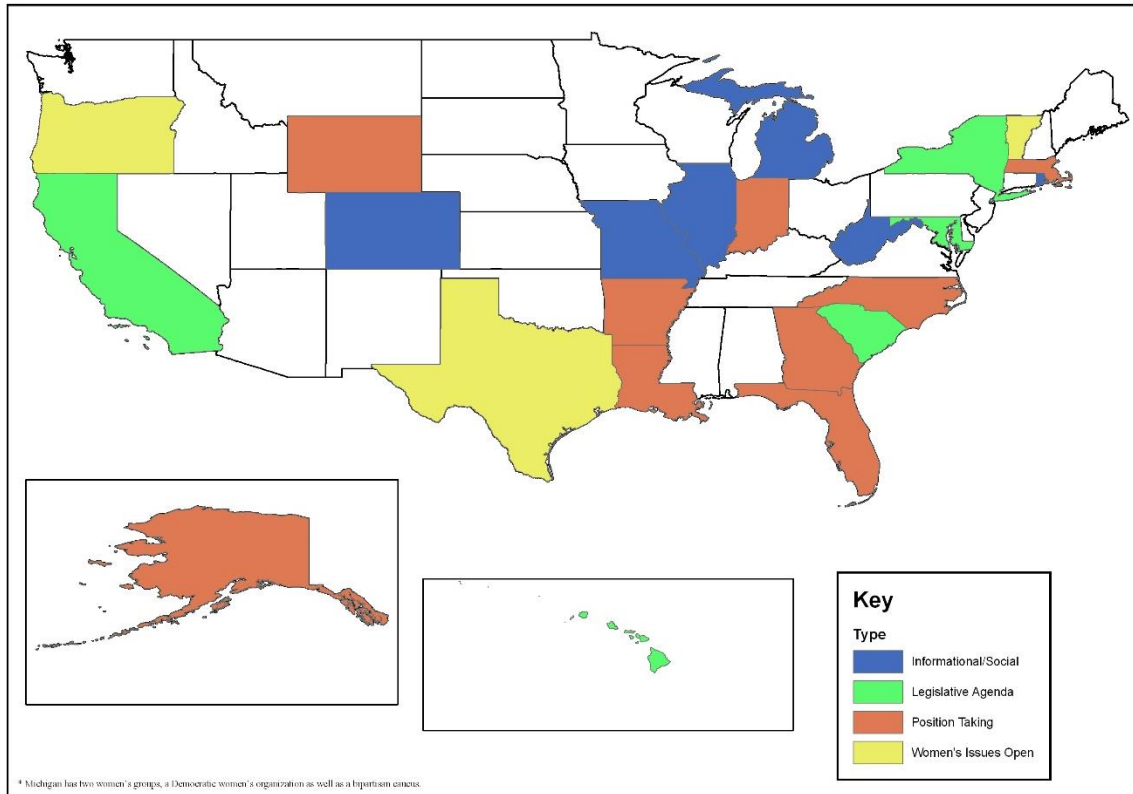 Key
Type
Informational/Social
Legislative Agenda
Position Taking
Women's Issues Open
* Michigan has two women's groups, a Democratic women's organization as well as a bipartisan caucus.